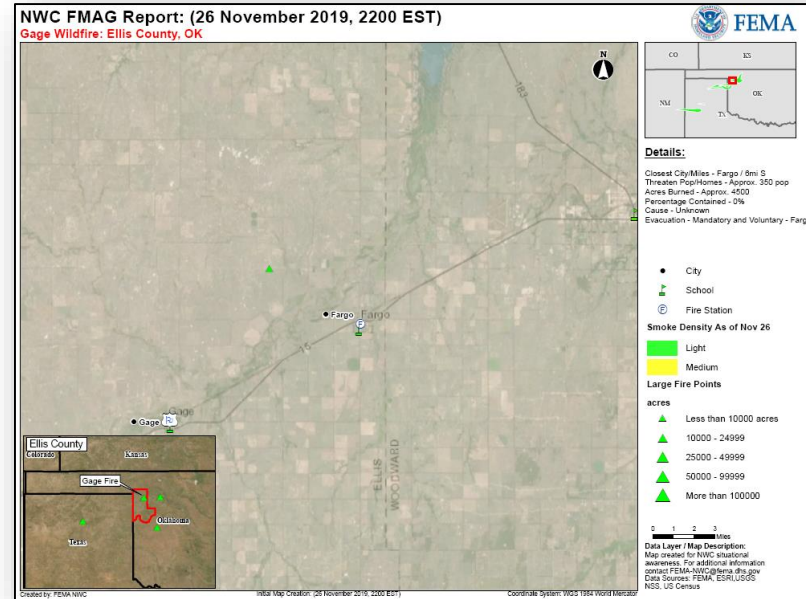 NWC FMAG Report: (26 November 2019, 2200 EST)
Gage Wildfire: Ellis County, OK
FEMA
N
183
15
Fargo
Fargo
F
Gage
Gage
ELLIS
WOODWARD
Ellis County
Colorado
Kansas
Gage Fire
Oklahoma
Texas
CO
KS
NM
OK
TX
Details:
Closest City/Miles - Fargo / 6mi S
Threaten Pop/Homes - Approx. 350 pop
Acres Burned - Approx. 4500
Percentage Contained - 0%
Cause - Unknown
Evacuation - Mandatory and Voluntary - Farg
City
School
F Fire Station
Smoke Density As of Nov 26
Light
Medium
Large Fire Points
acres
Less than 10000 acres
10000 - 24999
25000 - 49999
50000 - 99999
More than 100000
0 1 2 3
Miles
Data Layer / Map Description:
Map created for NWC situational
awareness. For additional information
contact FEMA-NWC@fema.dhs.gov
Data Sources: FEMA, ESRI,USGS
NSS, US Census
Created by: FEMA NWC
Initial Map Creation: (26 November 2019, 2200 EST)
Coordinate System: WGS 1984 World Mercator